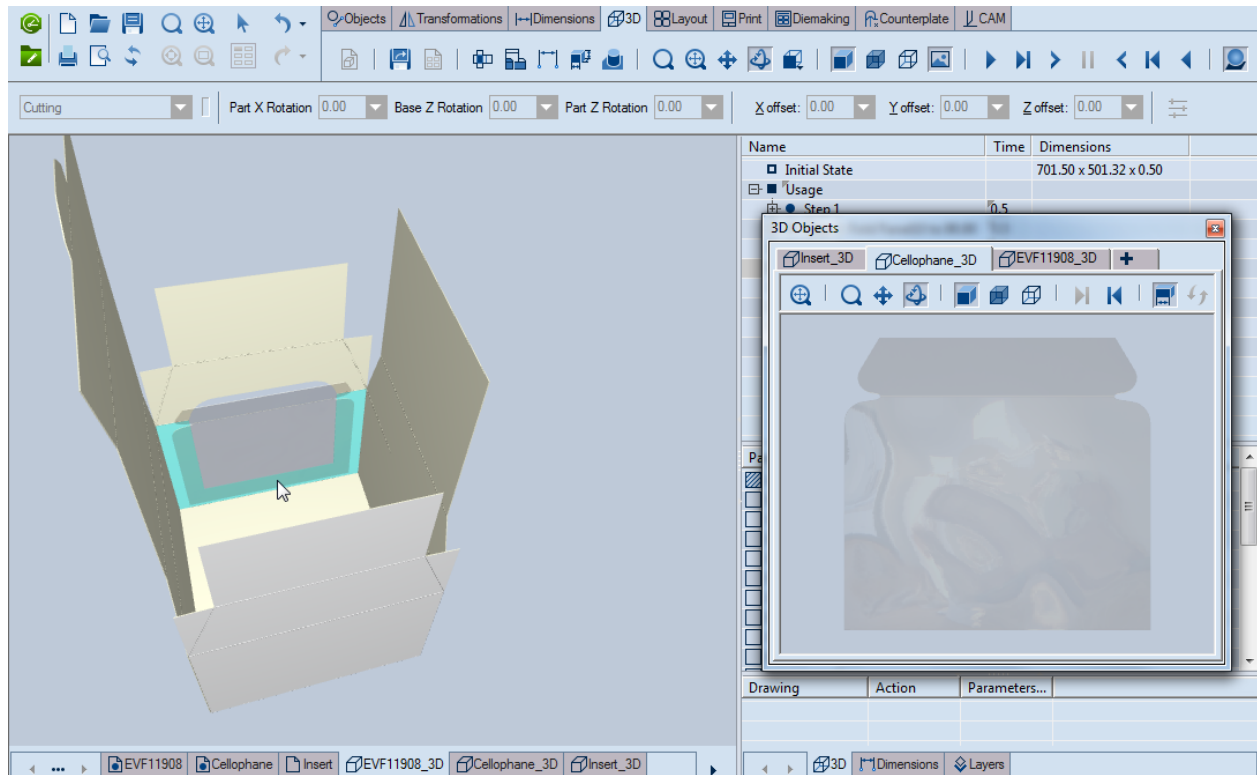 Objects Transformations Dimensions 3D Layout Print Diemaking Counterplate CAM
Cutting Part X Rotation 0.00 Base Z Rotation 0.00 Part Z Rotation 0.00 X offset: 0.00 Y offset: 0.00 Z offset: 0.00
Name Time Dimensions
Initial State 701.50 x 501.32 x 0.50
Usage
Step 1 0.5
3D Objects
Insert_3D Cellophane_3D EVF11908_3D
Pa
Drawing Action Parameters...
EVF11908 Cellophane Insert EVF11908_3D Cellophane_3D Insert_3D 3D Dimensions Layers